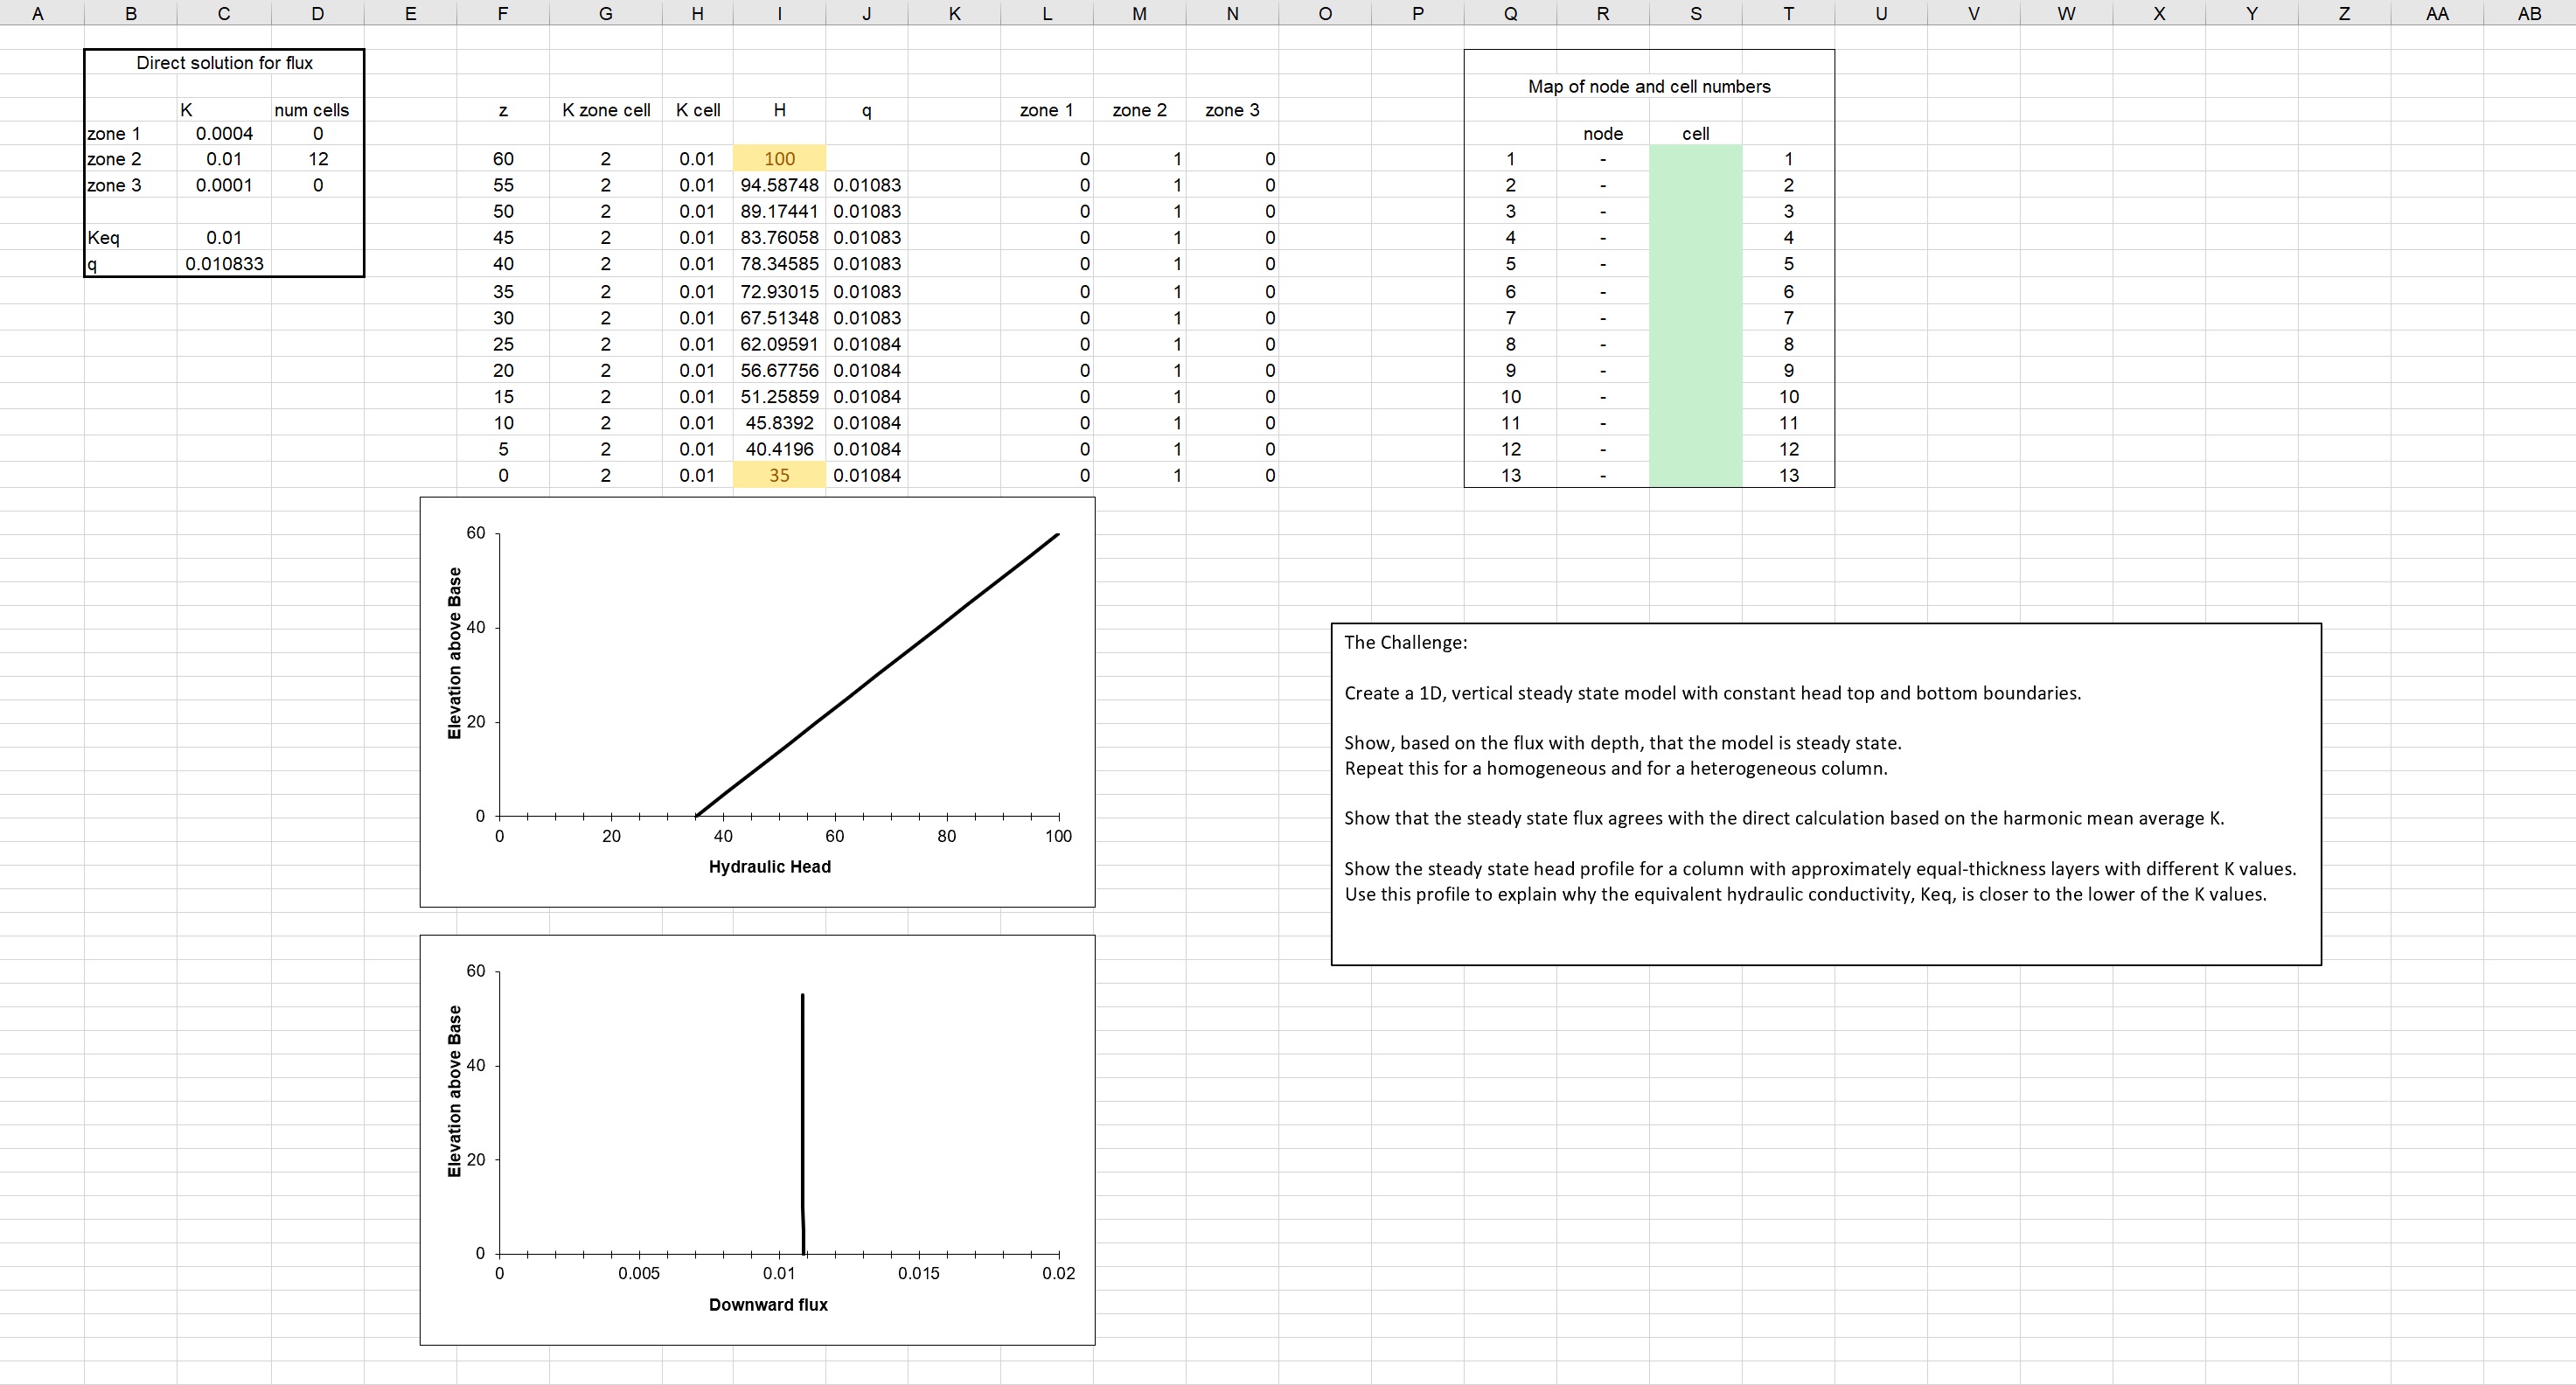 A B C D E F G H I J K L M N O P Q R S T U V W X Y Z AA AB
Direct solution for flux
Map of node and cell numbers
K num cells z K zone cell K cell H q zone 1 zone 2 zone 3
zone 1 0.0004 0 node cell
zone 2 0.01 12 60 2 0.01 100 0 1 0 1 - 1
zone 3 0.0001 0 55 2 0.01 94.58748 0.01083 0 1 0 2 - 2
50 2 0.01 89.17441 0.01083 0 1 0 3 - 3
Keq 0.01 45 2 0.01 83.76058 0.01083 0 1 0 4 - 4
q 0.010833 40 2 0.01 78.34585 0.01083 0 1 0 5 - 5
35 2 0.01 72.93015 0.01083 0 1 0 6 - 6
30 2 0.01 67.51348 0.01083 0 1 0 7 - 7
25 2 0.01 62.09591 0.01084 0 1 0 8 - 8
20 2 0.01 56.67756 0.01084 0 1 0 9 - 9
15 2 0.01 51.25859 0.01084 0 1 0 10 - 10
10 2 0.01 45.8392 0.01084 0 1 0 11 - 11
5 2 0.01 40.4196 0.01084 0 1 0 12 - 12
0 2 0.01 35 0.01084 0 1 0 13 - 13
Elevation above Base
60
40
20
0
0 20 40 60 80 100
Hydraulic Head
Elevation above Base
60
40
20
0
0 0.005 0.01 0.015 0.02
Downward flux
The Challenge:
Create a 1D, vertical steady state model with constant head top and bottom boundaries.
Show, based on the flux with depth, that the model is steady state.
Repeat this for a homogeneous and for a heterogeneous column.
Show that the steady state flux agrees with the direct calculation based on the harmonic mean average K.
Show the steady state head profile for a column with approximately equal-thickness layers with different K values.
Use this profile to explain why the equivalent hydraulic conductivity, Keq, is closer to the lower of the K values.